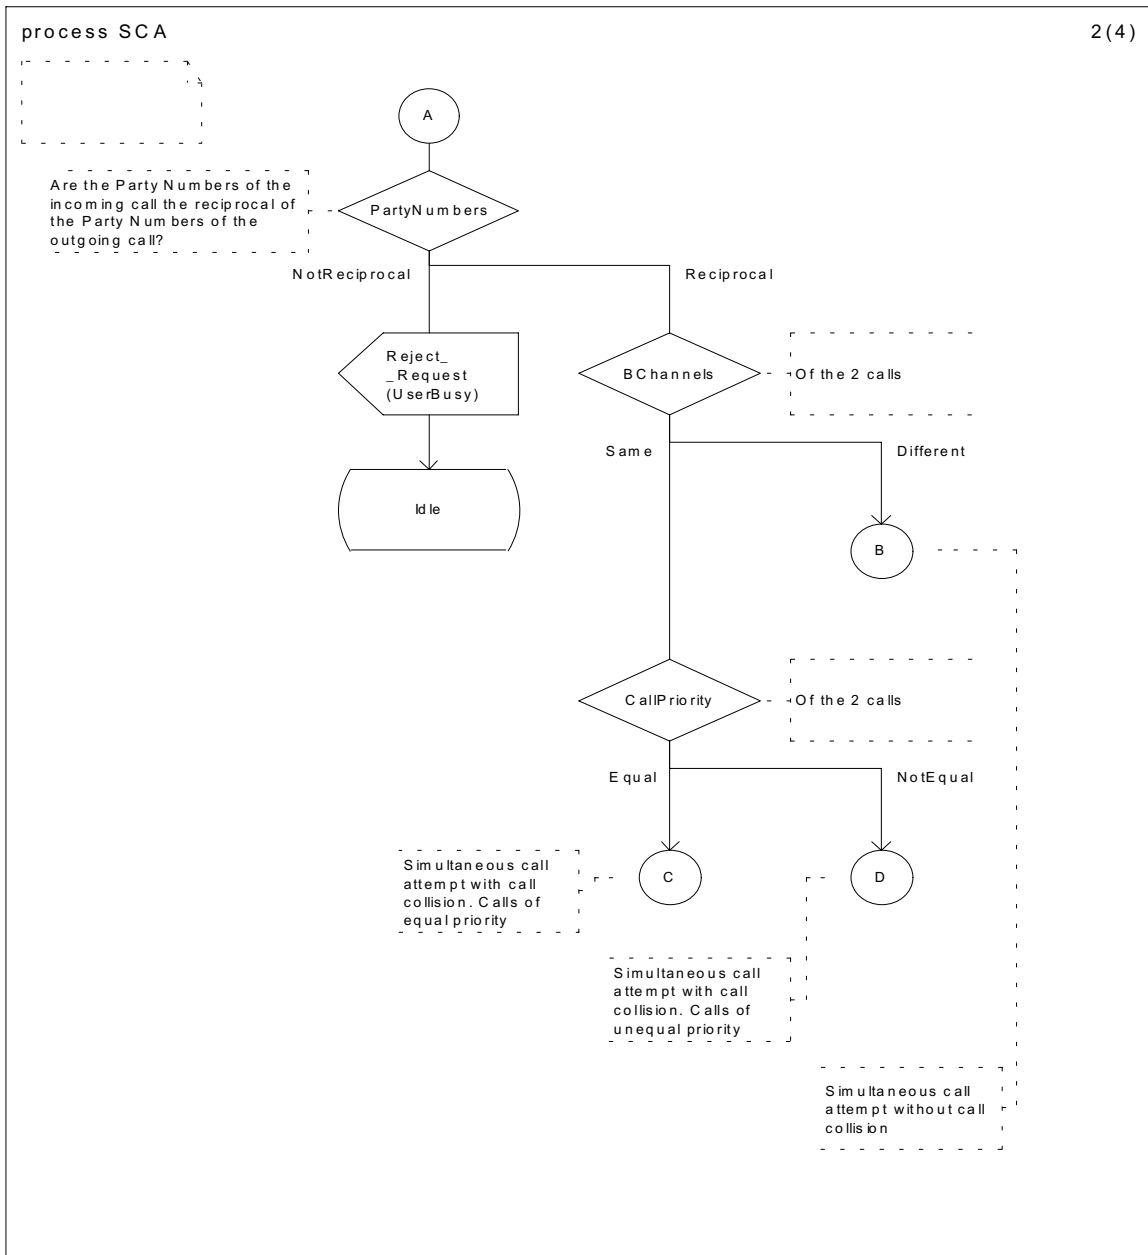 process SCA
2(4)
A
Are the Party Numbers of the
incoming call the reciprocal of
the Party Numbers of the
outgoing call?
PartyNumbers
NotReciprocal
Reciprocal
Reject_
_Request
(UserBusy)
BChannels
Of the 2 calls
Same
Different
Idle
B
CallPriority
Of the 2 calls
Equal
NotEqual
Simultaneous call
attempt with call
collision. Calls of
equal priority
C
D
Simultaneous call
attempt with call
collision. Calls of
unequal priority
Simultaneous call
attempt without call
collision